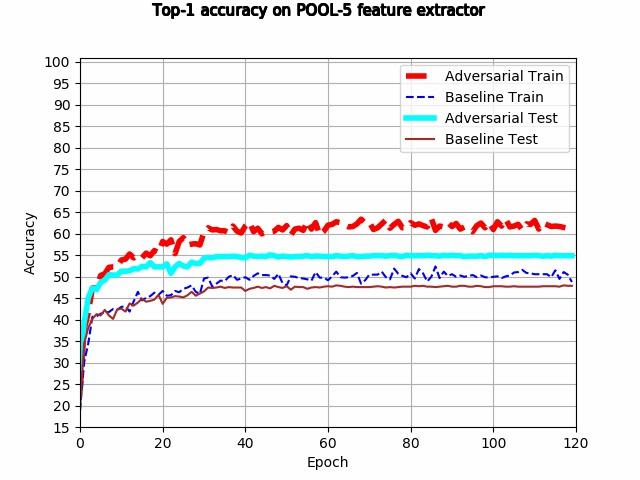 Top-1 accuracy on POOL-5 feature extractor
100
95
90
85
80
75
70
65
60
55
50
45
40
35
30
25
20
15
Accuracy
Adversarial Train
Baseline Train
Adversarial Test
Baseline Test
0 20 40 60 80 100 120
Epoch